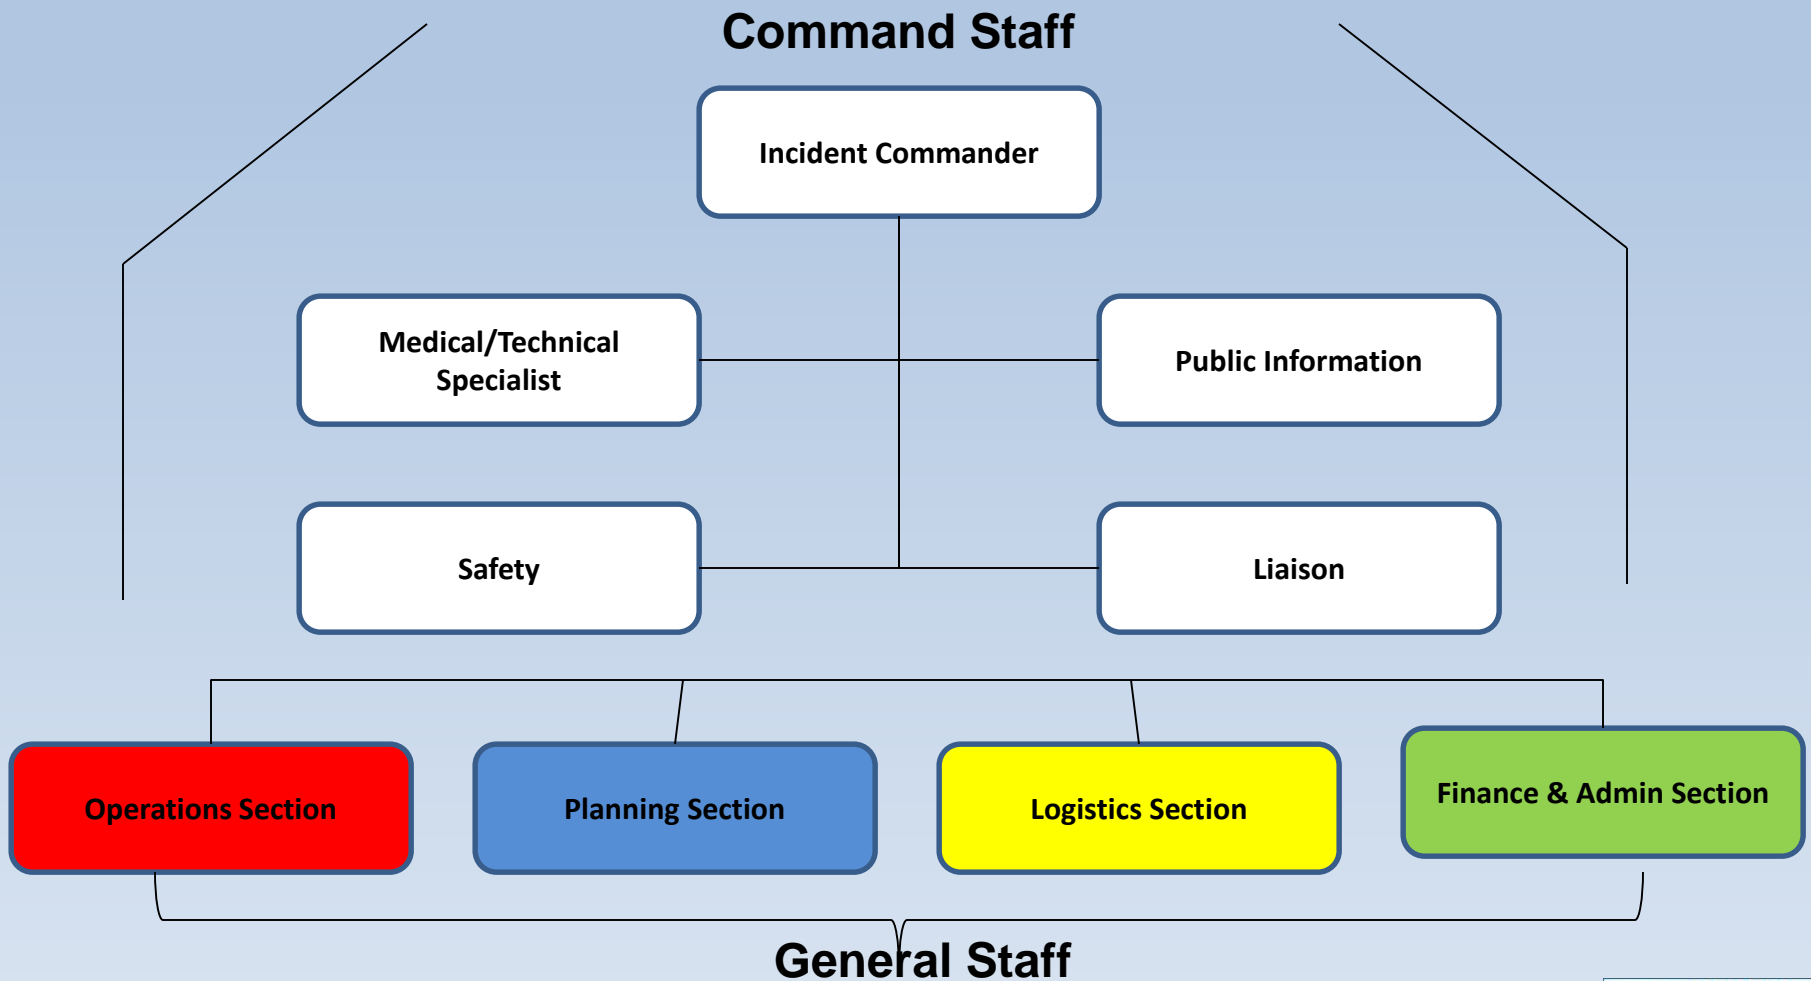 Command Staff
Incident Commander
Medical/Technical
Specialist
Public Information
Safety
Liaison
Operations Section
Planning Section
Logistics Section
Finance & Admin Section
General Staff